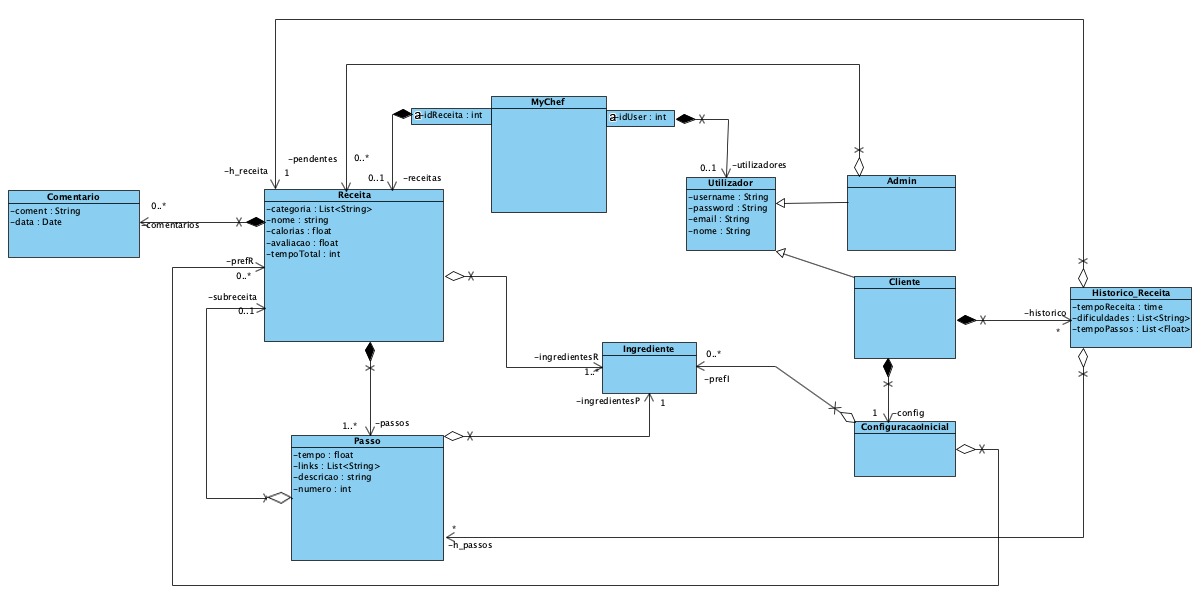 MyChef
a-idReceita : int
a-idUser : int
-pendentes
0..*
-h_receita
1
0..1
-receitas
0..1
-utilizadores
Comentario
-coment : String
-data : Date
0..*
-comentarios
Receita
-categoria : List<String>
-nome : string
-calorias : float
-avaliacao : float
-tempoTotal : int
Utilizador
-username : String
-password : String
-email : String
-nome : String
Admin
-prefR
0..*
-subreceita
0..1
Cliente
-historico
*
Historico_Receita
-tempoReceita : time
-dificuldades : List<String>
-tempoPassos : List<Float>
Ingrediente
-ingredientesR
1..*
0..*
-prefI
-ingredientesP
1
1
-config
ConfiguracaoInicial
1..*
-passos
Passo
-tempo : float
-links : List<String>
-descricao : string
-numero : int
*
-h_passos